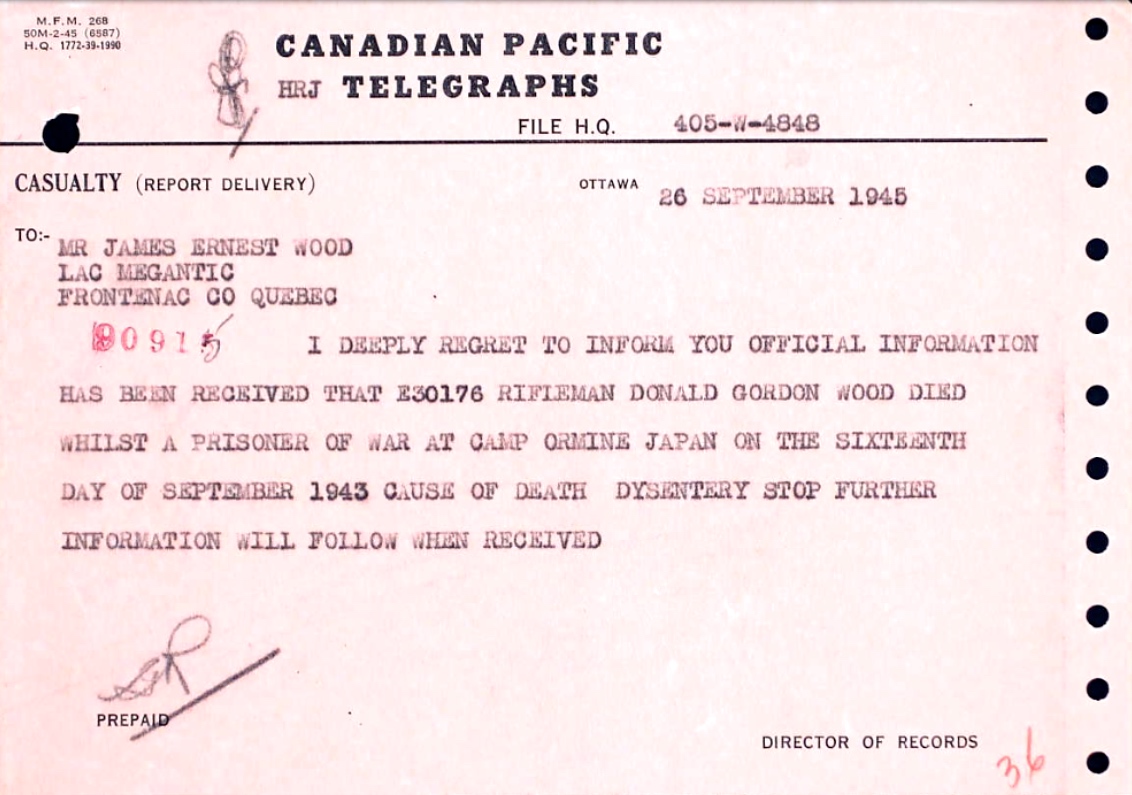 M.F.M. 268
50M-2-45 (6587)
H.Q. 1772-39-1990
CANADIAN PACIFIC
HRJ TELEGRAPHS
FILE H.Q. 405-W-4848
CASUALTY (REPORT DELIVERY) OTTAWA 26 SEPTEMBER 1945
TO:- MR JAMES ERNEST WOOD
LAC MEGANTIC
FRONTENAC CO QUEBEC
I DEEPLY REGRET TO INFORM YOU OFFICIAL INFORMATION
HAS BEEN RECEIVED THAT E30176 RIFLEMAN DONALD GORDON WOOD DIED
WHILST A PRISONER OF WAR AT CAMP ORMINE JAPAN ON THE SIXTEENTH
DAY OF SEPTEMBER 1943 CAUSE OF DEATH DYSENTERY STOP FURTHER
INFORMATION WILL FOLLOW WHEN RECEIVED
PREPAID
DIRECTOR OF RECORDS
36